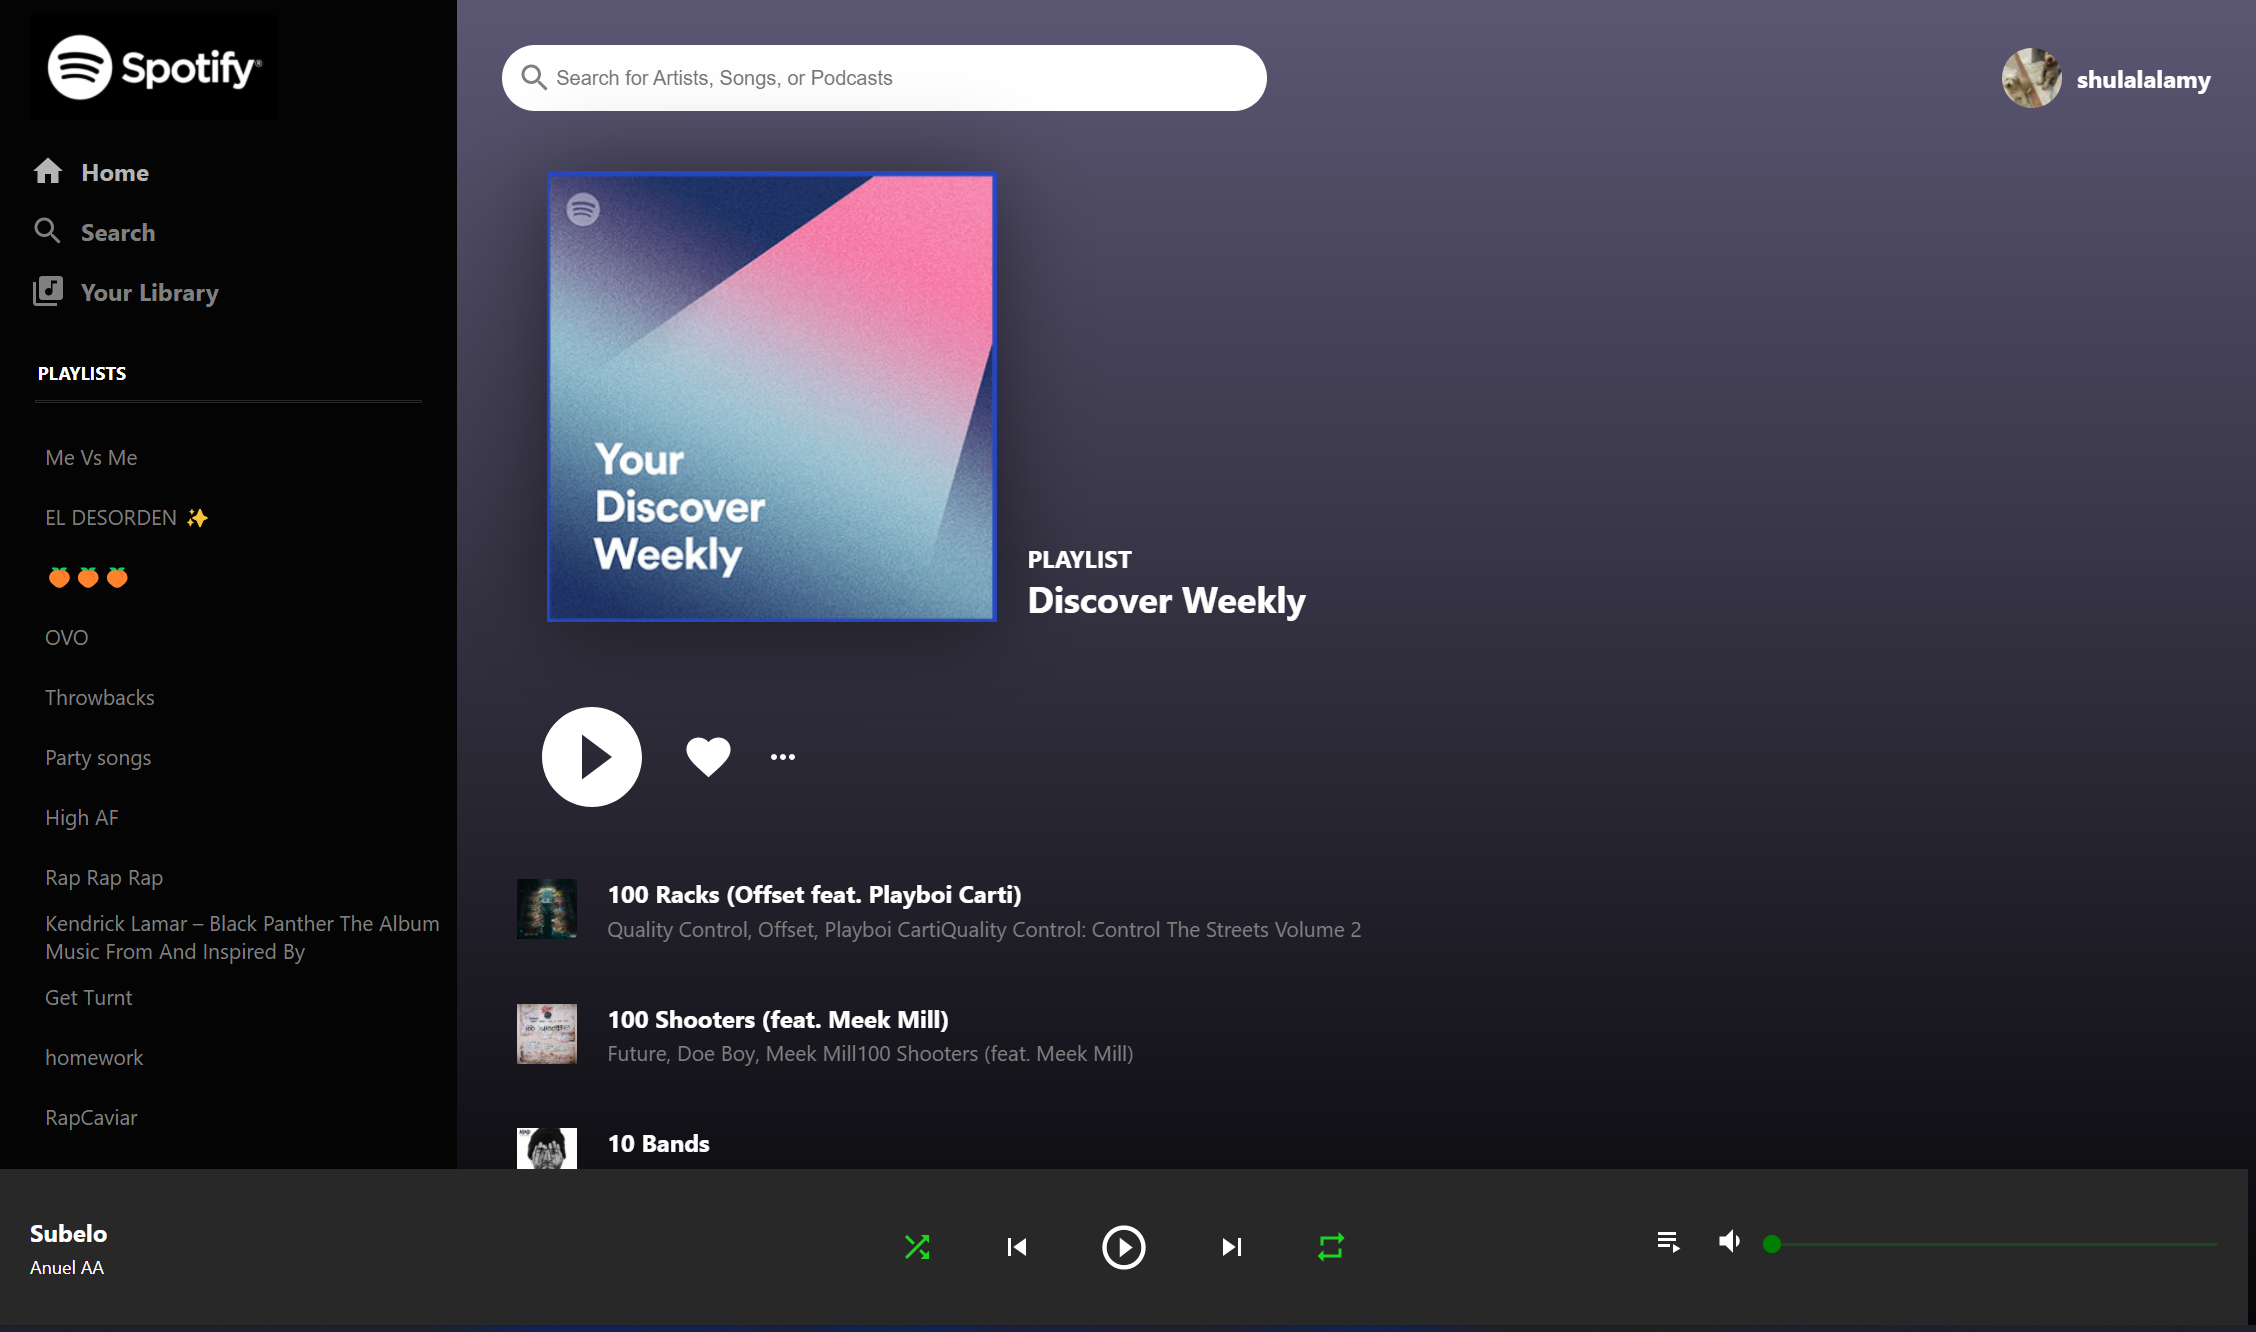 Spotify®
Home
Search
Your Library
PLAYLISTS
Me Vs Me
EL DESORDEN ✨
🍑🍑🍑
OVO
Throwbacks
Party songs
High AF
Rap Rap Rap
Kendrick Lamar – Black Panther The Album
Music From And Inspired By
Get Turnt
homework
RapCaviar
Search for Artists, Songs, or Podcasts
shulalalamy
Your
Discover
Weekly
PLAYLIST
Discover Weekly
100 Racks (Offset feat. Playboi Carti)
Quality Control, Offset, Playboi CartiQuality Control: Control The Streets Volume 2
100 Shooters (feat. Meek Mill)
Future, Doe Boy, Meek Mill100 Shooters (feat. Meek Mill)
10 Bands
Subelo
Anuel AA